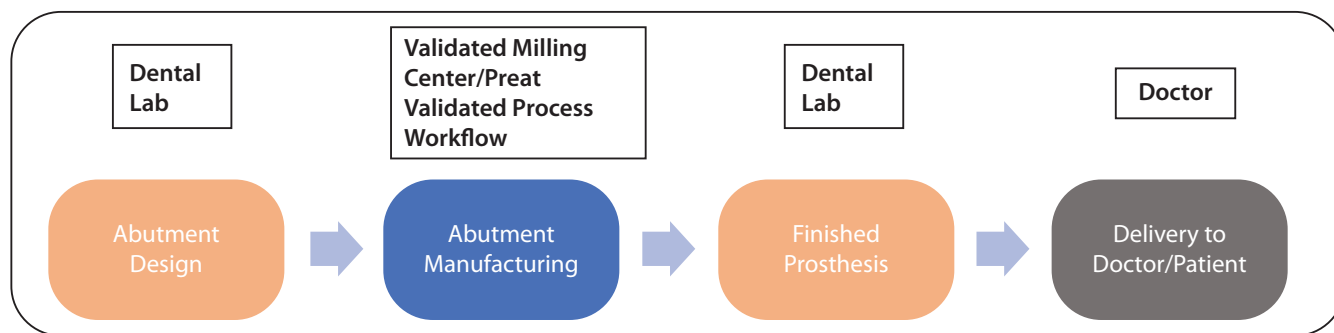 Dental
Lab
Validated Milling
Center/Preat
Validated Process
Workflow
Dental
Lab
Doctor
Abutment
Design
Abutment
Manufacturing
Finished
Prosthesis
Delivery to
Doctor/Patient